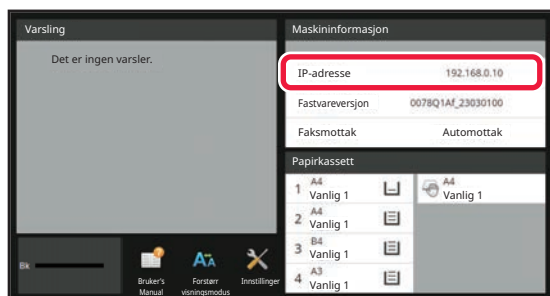 Varsling
Det er ingen varsler.
Maskininformasjon
IP-adresse 192.168.0.10
Fastvareversjon 0078Q1Af_23030100
Faksmottak Automottak
Papirkassett
1 A4
Vanlig 1
A4
Vanlig 1
2 A4
Vanlig 1
3 B4
Vanlig 1
4 A3
Vanlig 1
Bk
Bruker's
Manual
Forstørr
visningsmodus
Innstillinger